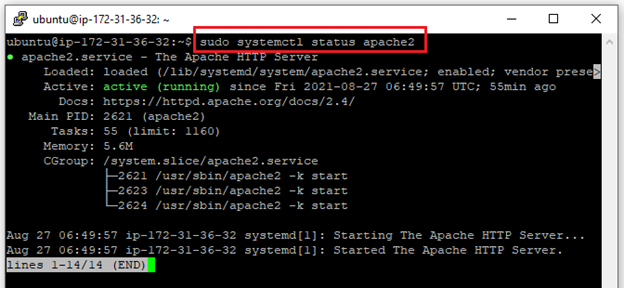 ubuntu@ip-172-31-36-32: ~
ubuntu@ip-172-31-36-32:~$ sudo systemctl status apache2
● apache2.service - The Apache HTTP Server
Loaded: loaded (/lib/systemd/system/apache2.service; enabled; vendor prese>
Active: active (running) since Fri 2021-08-27 06:49:57 UTC; 55min ago
Docs: https://httpd.apache.org/docs/2.4/
Main PID: 2621 (apache2)
Tasks: 55 (limit: 1160)
Memory: 5.6M
CGroup: /system.slice/apache2.service
├─2621 /usr/sbin/apache2 -k start
├─2623 /usr/sbin/apache2 -k start
└─2624 /usr/sbin/apache2 -k start
Aug 27 06:49:57 ip-172-31-36-32 systemd[1]: Starting The Apache HTTP Server...
Aug 27 06:49:57 ip-172-31-36-32 systemd[1]: Started The Apache HTTP Server.
lines 1-14/14 (END)